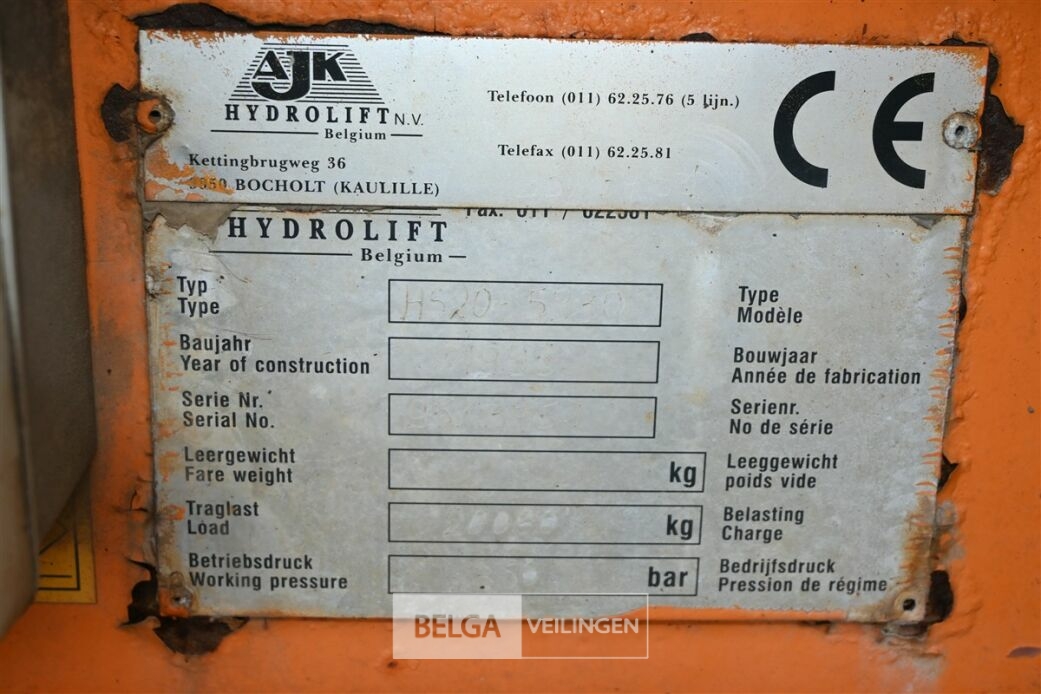 AJK
HYDROLIFT N.V.
Belgium
Kettingbrugweg 36
BOCHOLT (KAULILLE)
Telefoon (011) 62.25.76 (5 lijn.)
Telefax (011) 62.25.81
CE
HYDROLIFT
Belgium
Typ
Type
HS20
Type
Modèle
Baujahr
Year of construction
Bouwjaar
Année de fabrication
Serie Nr.
Serial No.
Serienr.
No de série
Leergewicht
Fare weight
kg
Leeggewicht
poids vide
Traglast
Load
20000
kg
Belasting
Charge
Betriebsdruck
Working pressure
bar
Bedrijfsdruck
Pression de régime
BELGA VEILINGEN